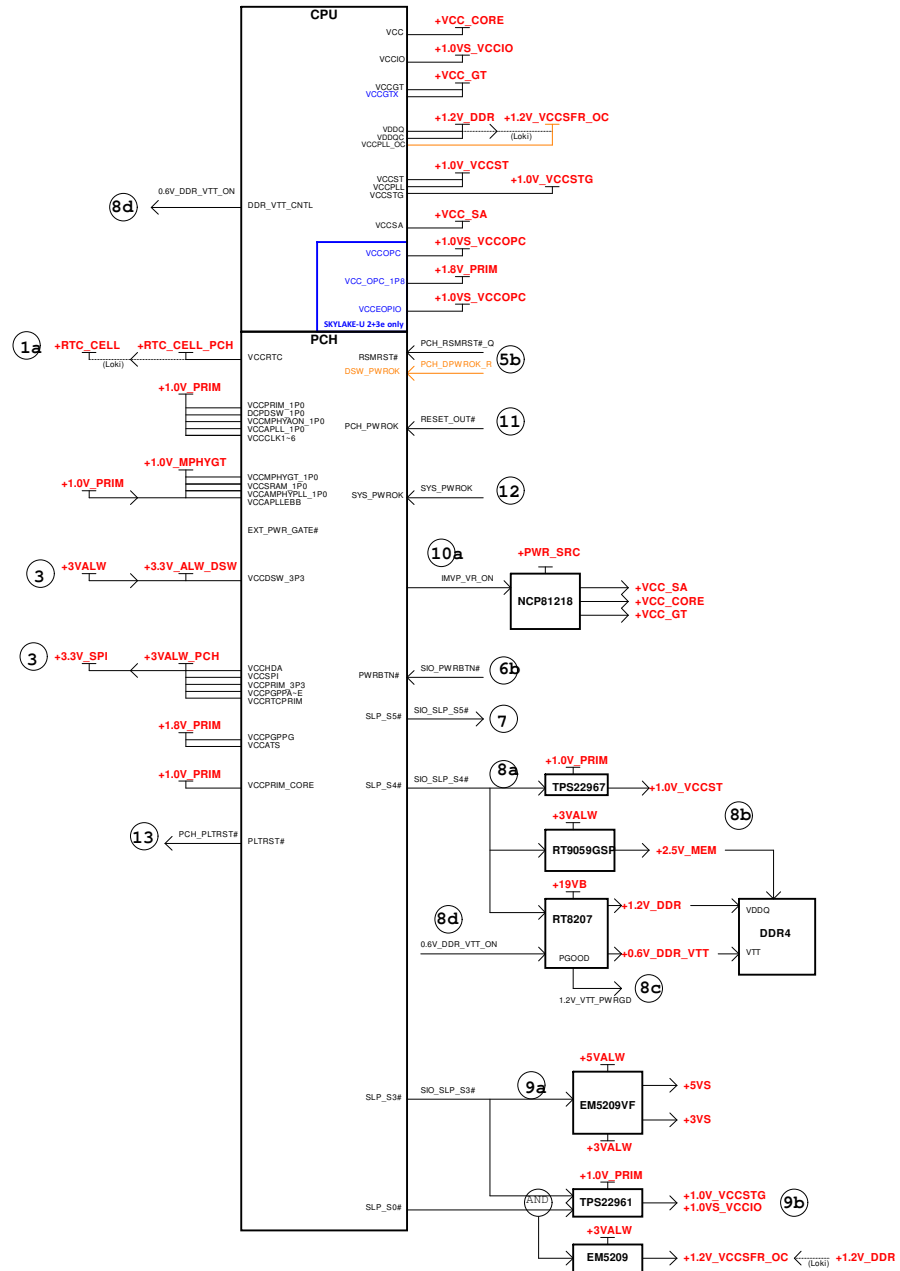 CPU
VCC
+VCC_CORE
VCCIO
+1.0VS_VCCIO
VCCGT
VCCGTX
+VCC_GT
+1.2V_DDR
+1.2V_VCCSFR_OC
VDDQ
VDDQC
VCCPLL_OC
(Loki)
+1.0V_VCCST
+1.0V_VCCSTG
VCCST
VCCPLL
VCCSTG
8d
0.6V_DDR_VTT_ON
DDR_VTT_CNTL
VCCSA
+VCC_SA
VCCOPC
+1.0VS_VCCOPC
VCC_OPC_1P8
+1.8V_PRIM
VCCEOPIO
+1.0VS_VCCOPC
SKYLAKE-U 2+3e only
PCH
1a
+RTC_CELL
+RTC_CELL_PCH
(Loki)
VCCRTC
RSMRST#
PCH_RSMRST#_Q
5b
DSW_PWROK
PCH_DPWROK_R
+1.0V_PRIM
VCCPRIM_1P0
DCPDSW_1P0
VCCMPHYAON_1P0
VCCAPLL_1P0
VCCCLK1~6
PCH_PWROK
RESET_OUT#
11
+1.0V_MPHYGT
+1.0V_PRIM
VCCMPHYGT_1P0
VCCSRAM_1P0
VCCAMPHYPLL_1P0
VCCAPLLEBB
SYS_PWROK
SYS_PWROK
12
EXT_PWR_GATE#
3
+3VALW
+3.3V_ALW_DSW
VCCDSW_3P3
10a
IMVP_VR_ON
+PWR_SRC
NCP81218
+VCC_SA
+VCC_CORE
+VCC_GT
3
+3.3V_SPI
+3VALW_PCH
VCCHDA
VCCSPI
VCCPRIM_3P3
VCCPGPPA~E
VCCRTCPRIM
PWRBTN#
SIO_PWRBTN#
6b
SLP_S5#
SIO_SLP_S5#
7
+1.8V_PRIM
VCCPGPPG
VCCATS
+1.0V_PRIM
VCCPRIM_CORE
SLP_S4#
SIO_SLP_S4#
8a
+1.0V_PRIM
TPS22967
+1.0V_VCCST
8b
13
PCH_PLTRST#
PLTRST#
+3VALW
RT9059GSP
+2.5V_MEM
+19VB
RT8207
+1.2V_DDR
VDDQ
DDR4
8d
0.6V_DDR_VTT_ON
PGOOD
+0.6V_DDR_VTT
VTT
1.2V_VTT_PWRGD
8c
SLP_S3#
SIO_SLP_S3#
9a
+5VALW
EM5209VF
+5VS
+3VS
+3VALW
+1.0V_PRIM
SLP_S0#
AND
TPS22961
+1.0V_VCCSTG
+1.0VS_VCCIO
9b
+3VALW
EM5209
+1.2V_VCCSFR_OC
(Loki)
+1.2V_DDR